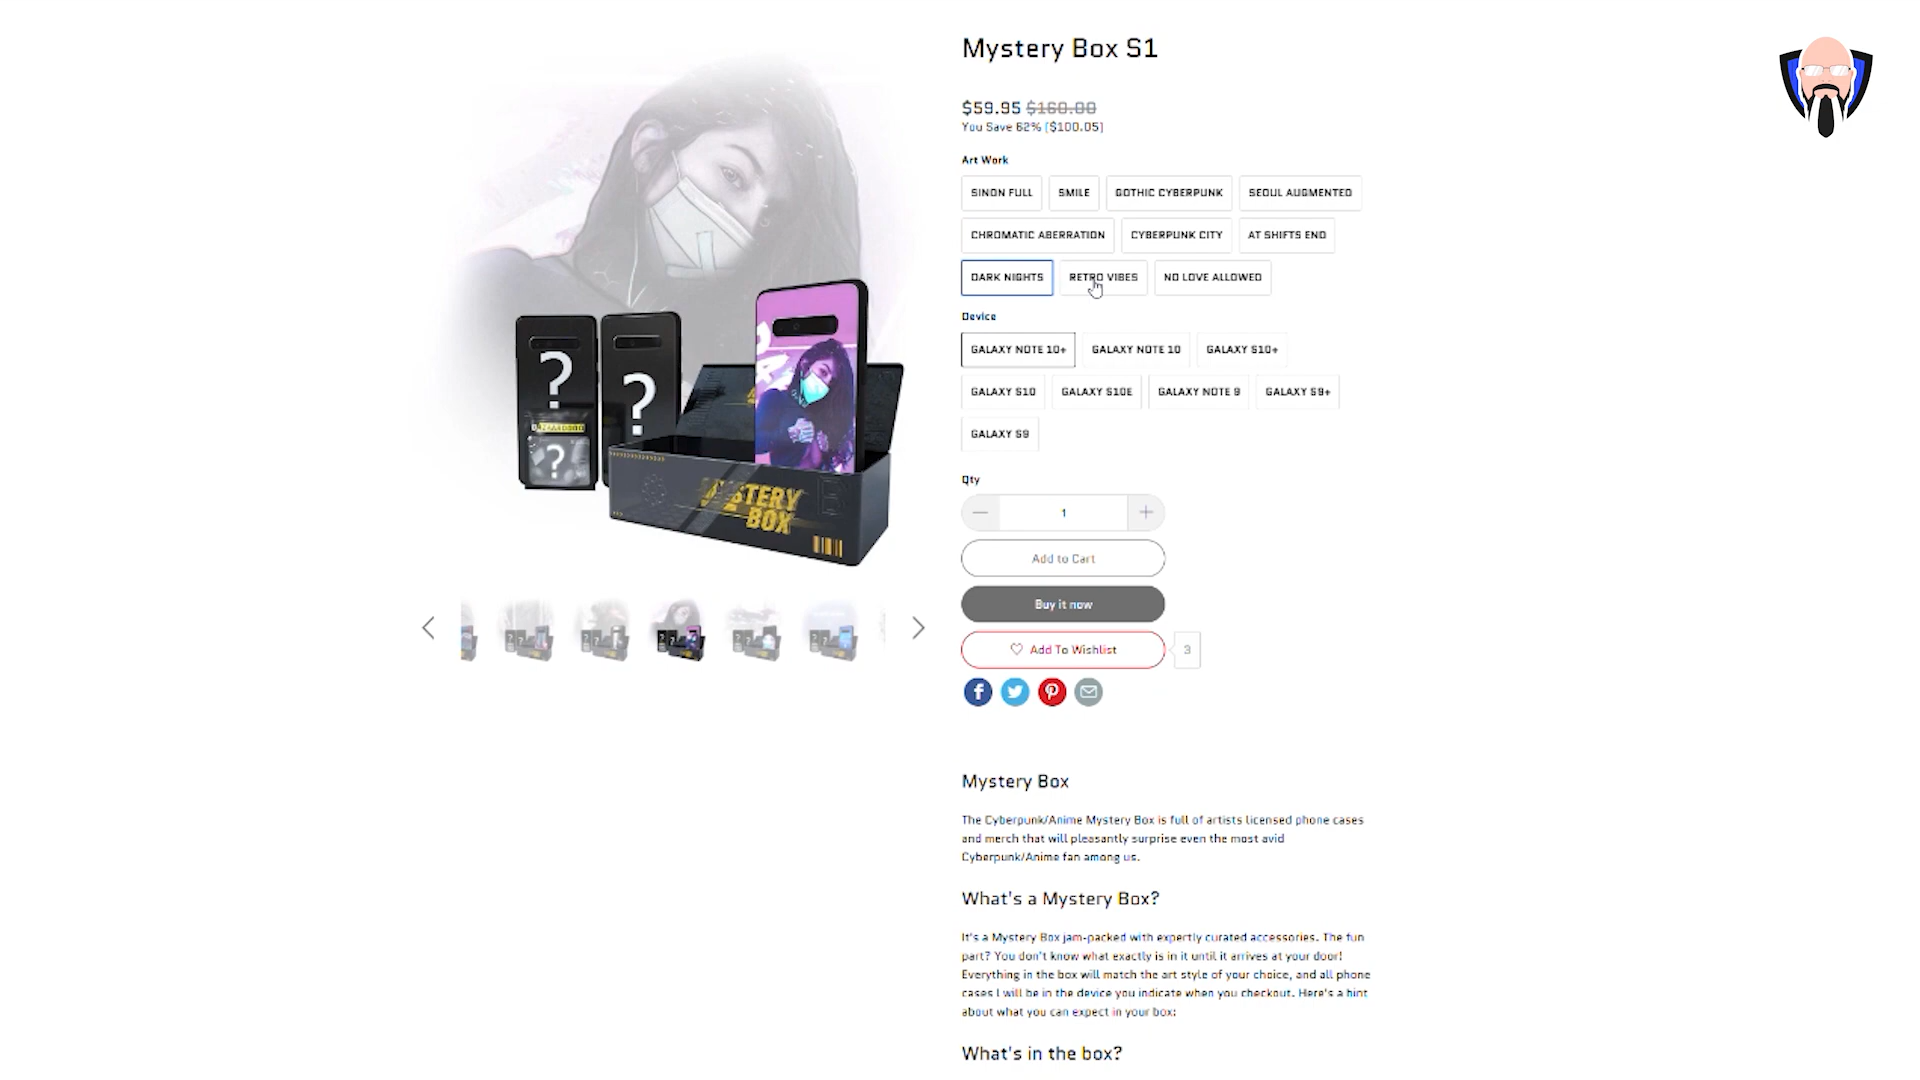 Mystery Box S1
$59.95 $160.00
You Save 62% ($100.05)
Art Work
SINON FULL SMILE GOTHIC CYBERPUNK SEOUL AUGMENTED
CHROMATIC ABERRATION CYBERPUNK CITY AT SHIFTS END
DARK NIGHTS RETRO VIBES NO LOVE ALLOWED
Device
GALAXY NOTE 10+ GALAXY NOTE 10 GALAXY S10+
GALAXY S10 GALAXY S10E GALAXY NOTE 9 GALAXY S9+
GALAXY S9
Qty
1
Add to Cart
Buy it now
Add To Wishlist 3
?
?
?
MYSTERY
BOX
Mystery Box
The Cyberpunk/Anime Mystery Box is full of artists licensed phone cases
and merch that will pleasantly surprise even the most avid
Cyberpunk/Anime fan among us.
What's a Mystery Box?
It's a Mystery Box jam-packed with expertly curated accessories. The fun
part? You don't know what exactly is in it until it arrives at your door!
Everything in the box will match the art style of your choice, and all phone
cases I will be in the device you indicate when you checkout. Here's a hint
about what you can expect in your box:
What's in the box?